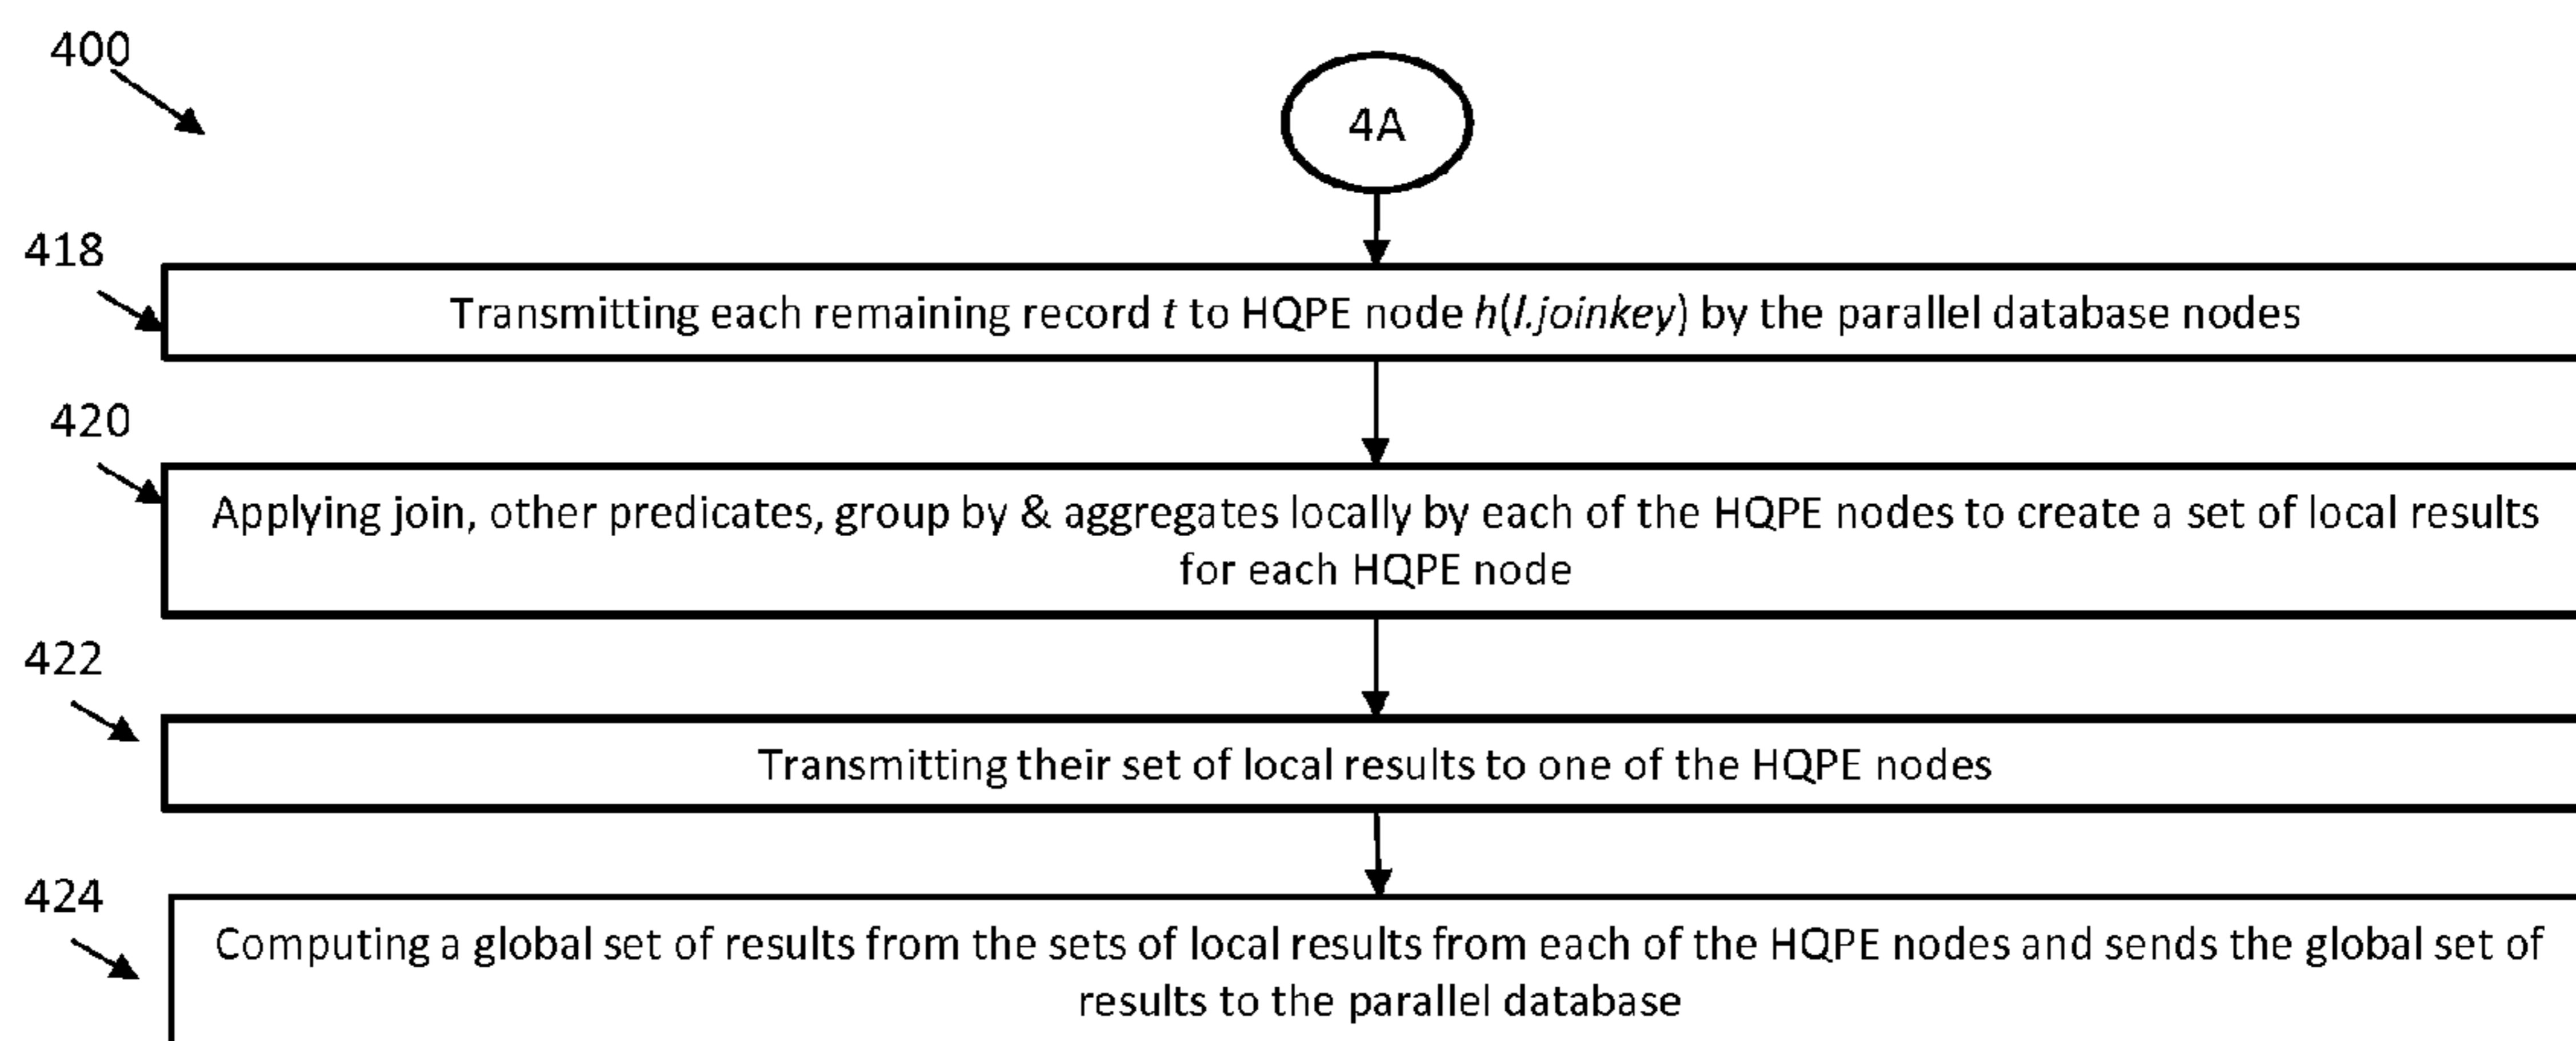 400
4A
418
Transmitting each remaining record t to HQPE node h(l.joinkey) by the parallel database nodes
420
Applying join, other predicates, group by & aggregates locally by each of the HQPE nodes to create a set of local results
for each HQPE node
422
Transmitting their set of local results to one of the HQPE nodes
424
Computing a global set of results from the sets of local results from each of the HQPE nodes and sends the global set of
results to the parallel database